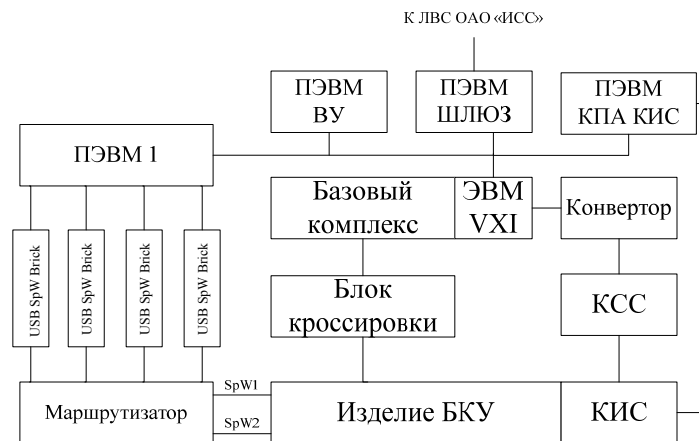 К ЛВС ОАО «ИСС»
ПЭВМ
ВУ
ПЭВМ
ШЛЮЗ
ПЭВМ
КПА КИС
ПЭВМ 1
Базовый
комплекс
ЭВМ
VXI
Конвертор
USB SpW Brick
USB SpW Brick
USB SpW Brick
USB SpW Brick
Блок
кроссировки
КСС
Маршрутизатор
SpW1
SpW2
Изделие БКУ
КИС